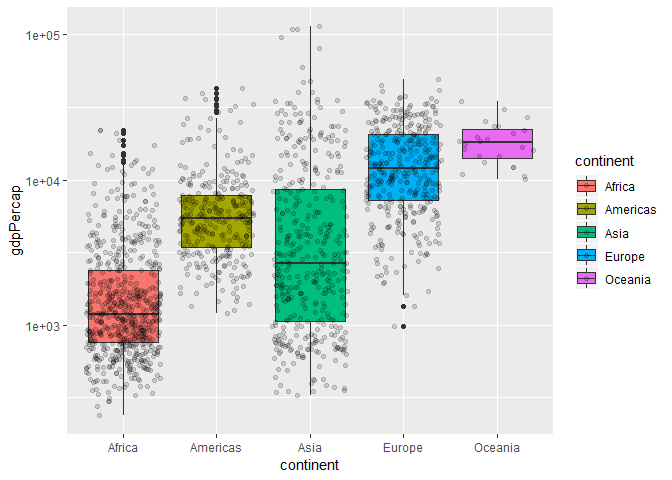 gdpPercap
1e+05
1e+04
1e+03
Africa
Americas
Asia
Europe
Oceania
continent
continent
Africa
Americas
Asia
Europe
Oceania